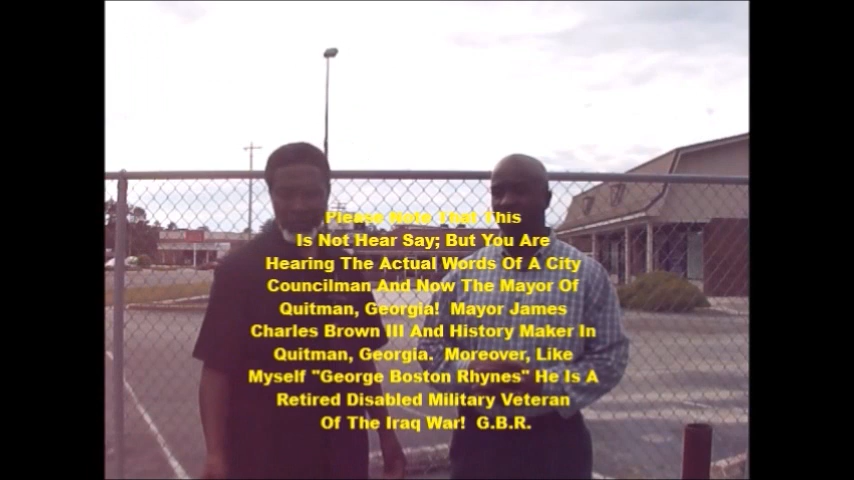 Please Note That This
Is Not Hear Say; But You Are
Hearing The Actual Words Of A City
Councilman And Now The Mayor Of
Quitman, Georgia!  Mayor James
Charles Brown III And History Maker In
Quitman, Georgia.  Moreover, Like
Myself "George Boston Rhynes" He Is A
Retired Disabled Military Veteran
Of The Iraq War!  G.B.R.